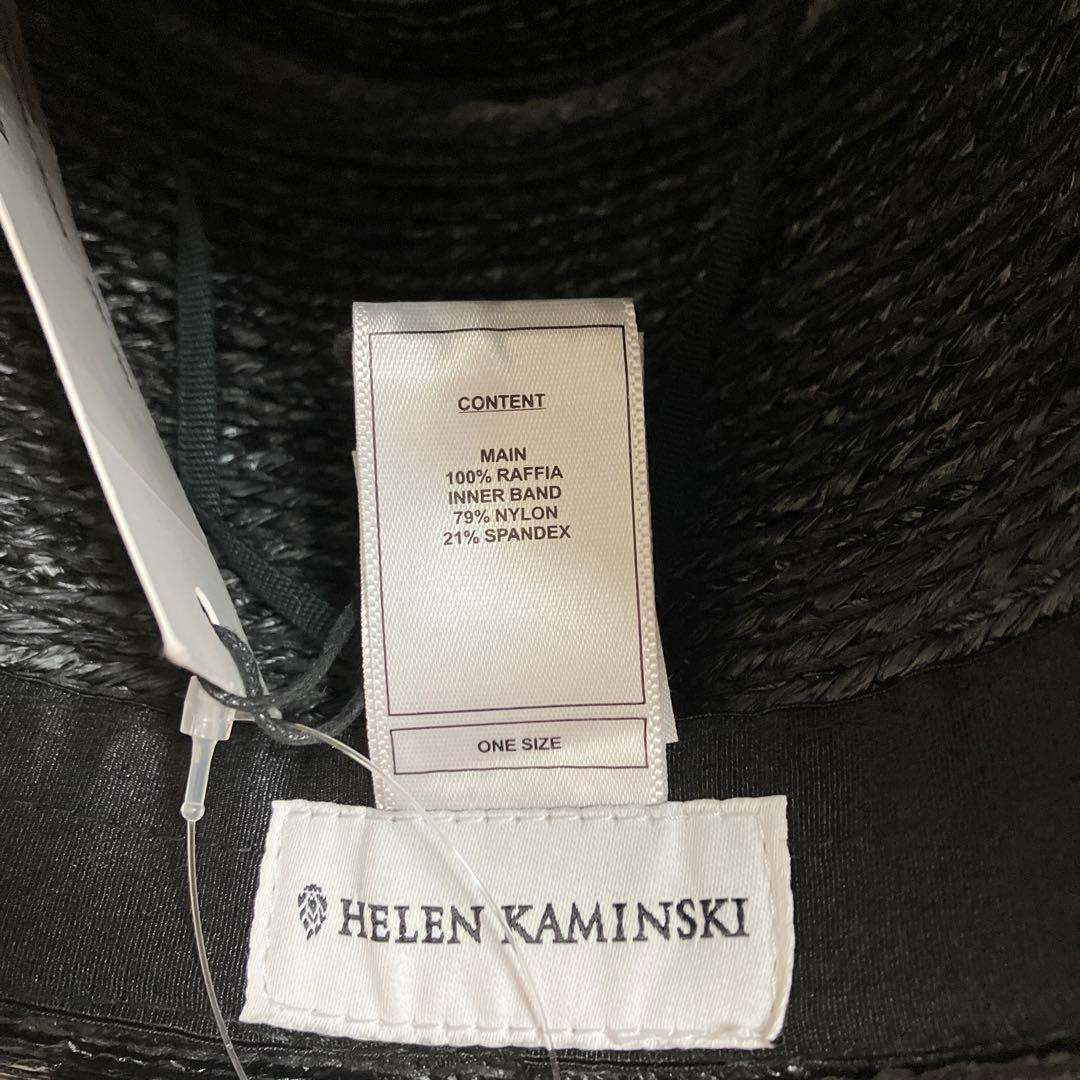 CONTENT
MAIN
100% RAFFIA
INNER BAND
79% NYLON
21% SPANDEX
ONE SIZE
HELEN KAMINSKI